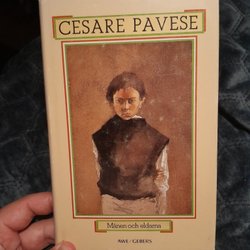 CESARE PAVESE
Månen och eldarna
AWE/GEBERS